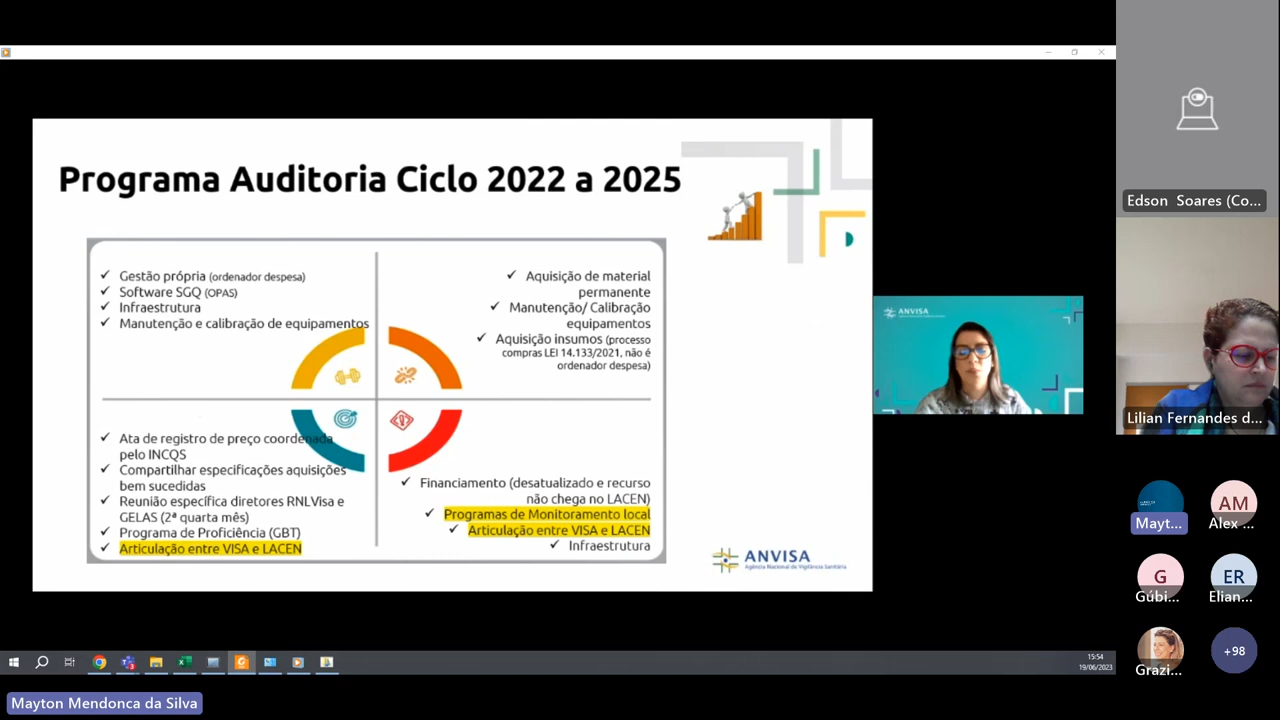 Programa Auditoria Ciclo 2022 a 2025
✓ Gestão própria (ordenador despesa)
✓ Software SGQ (OPAS)
✓ Infraestrutura
✓ Manutenção e calibração de equipamentos
✓ Aquisição de material
permanente
✓ Manutenção/ Calibração
equipamentos
✓ Aquisição insumos (processo
compras LEI 14.133/2021, não é
ordenador despesa)
✓ Ata de registro de preço coordenada
pelo INCQS
✓ Compartilhar especificações aquisições
bem sucedidas
✓ Reunião específica diretores RNLVisa e
GELAS (2ª quarta mês)
✓ Programa de Proficiência (GBT)
✓ Articulação entre VISA e LACEN
✓ Financiamento (desatualizado e recurso
não chega no LACEN)
✓ Programas de Monitoramento local
✓ Articulação entre VISA e LACEN
✓ Infraestrutura
ANVISA
Agência Nacional de Vigilância Sanitária
ANVISA
Edson Soares (Co...
Lilian Fernandes d...
Mayt...
AM
Alex ...
G
Gúbi...
ER
Elian...
Grazi...
+98
15:54
19/06/2023
Mayton Mendonca da Silva